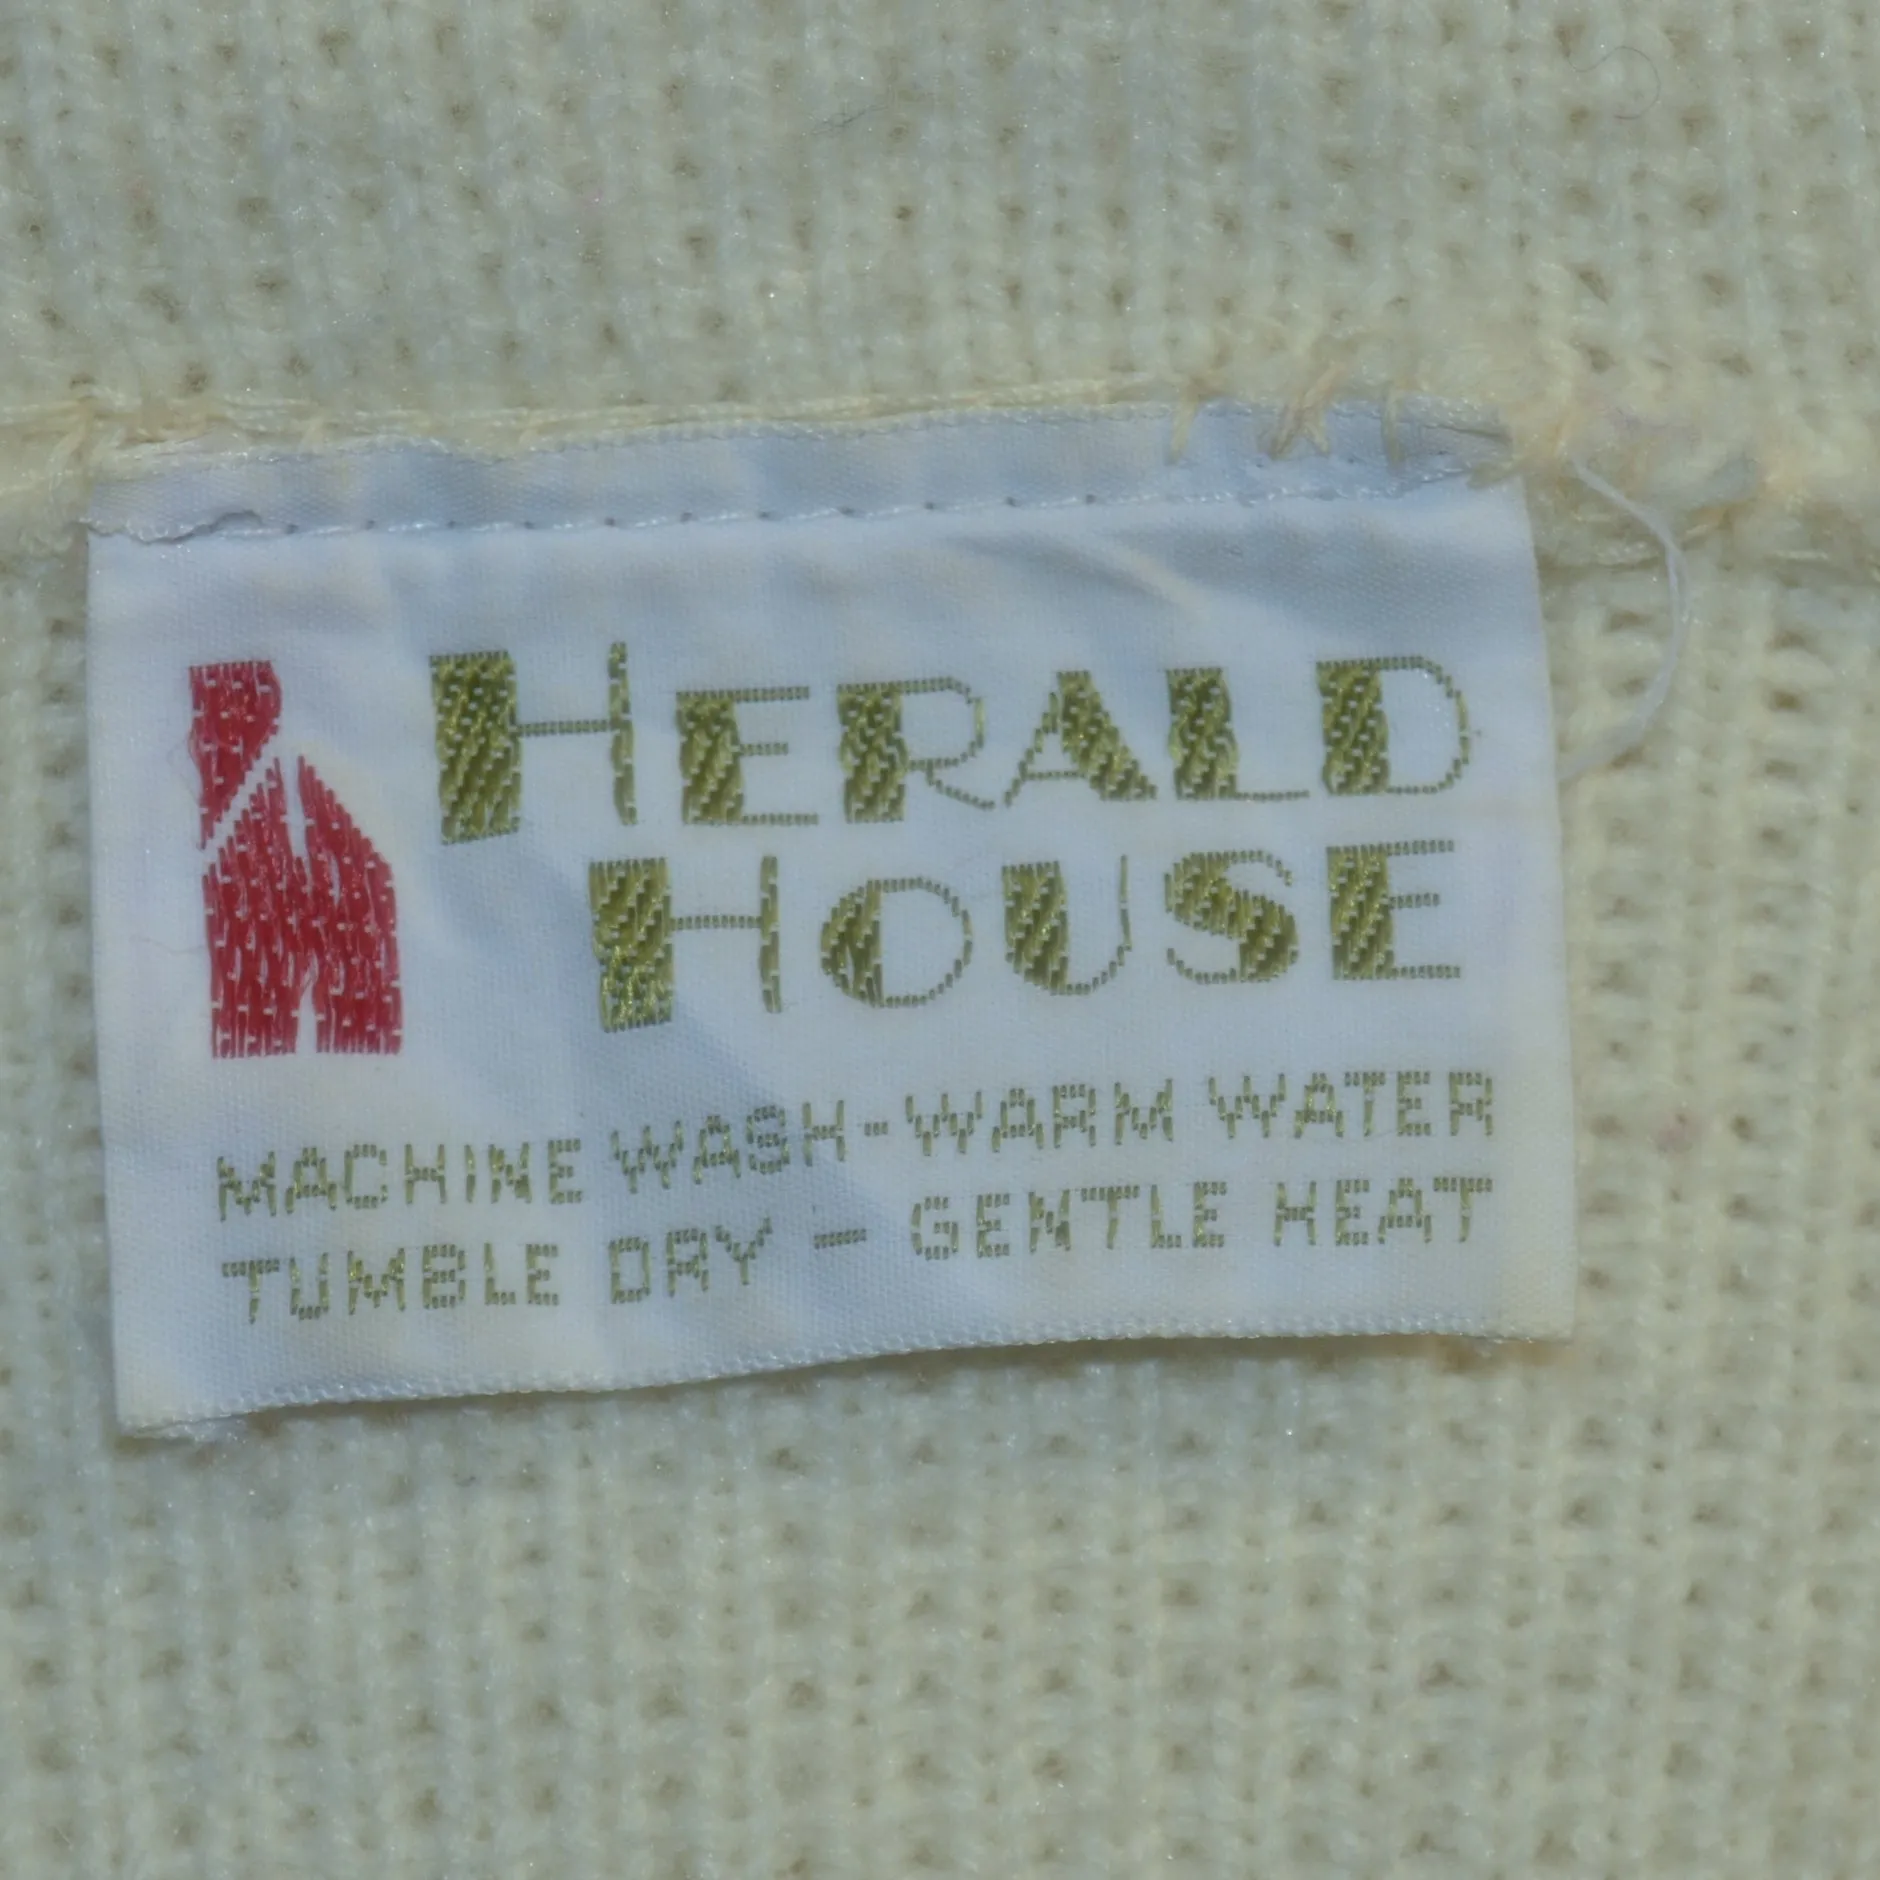 HERALD
HOUSE
MACHINE WASH-WARM WATER
TUMBLE DRY - GENTLE HEAT